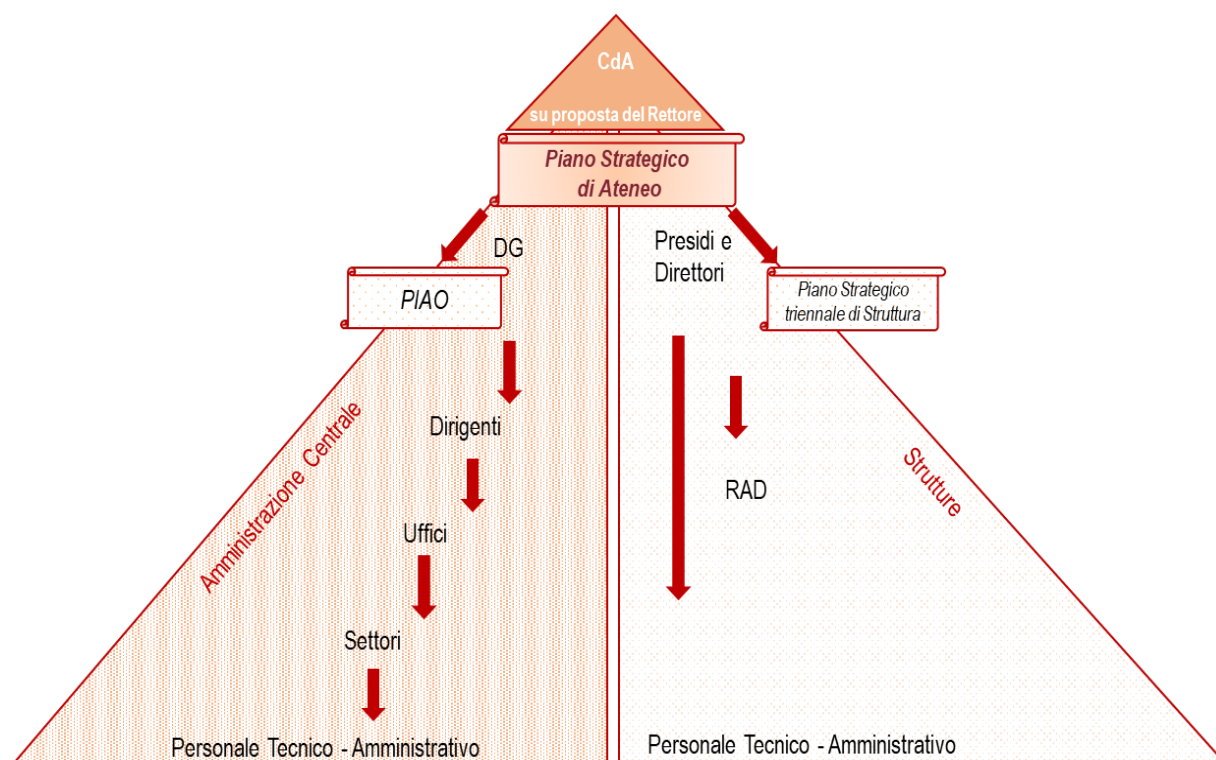 CdA
su proposta del Rettore
Piano Strategico
di Ateneo
DG
Presidi e
Direttori
PIAO
Piano Strategico
triennale di Struttura
Amministrazione Centrale
Dirigenti
Strutture
RAD
Uffici
Settori
Personale Tecnico - Amministrativo
Personale Tecnico - Amministrativo